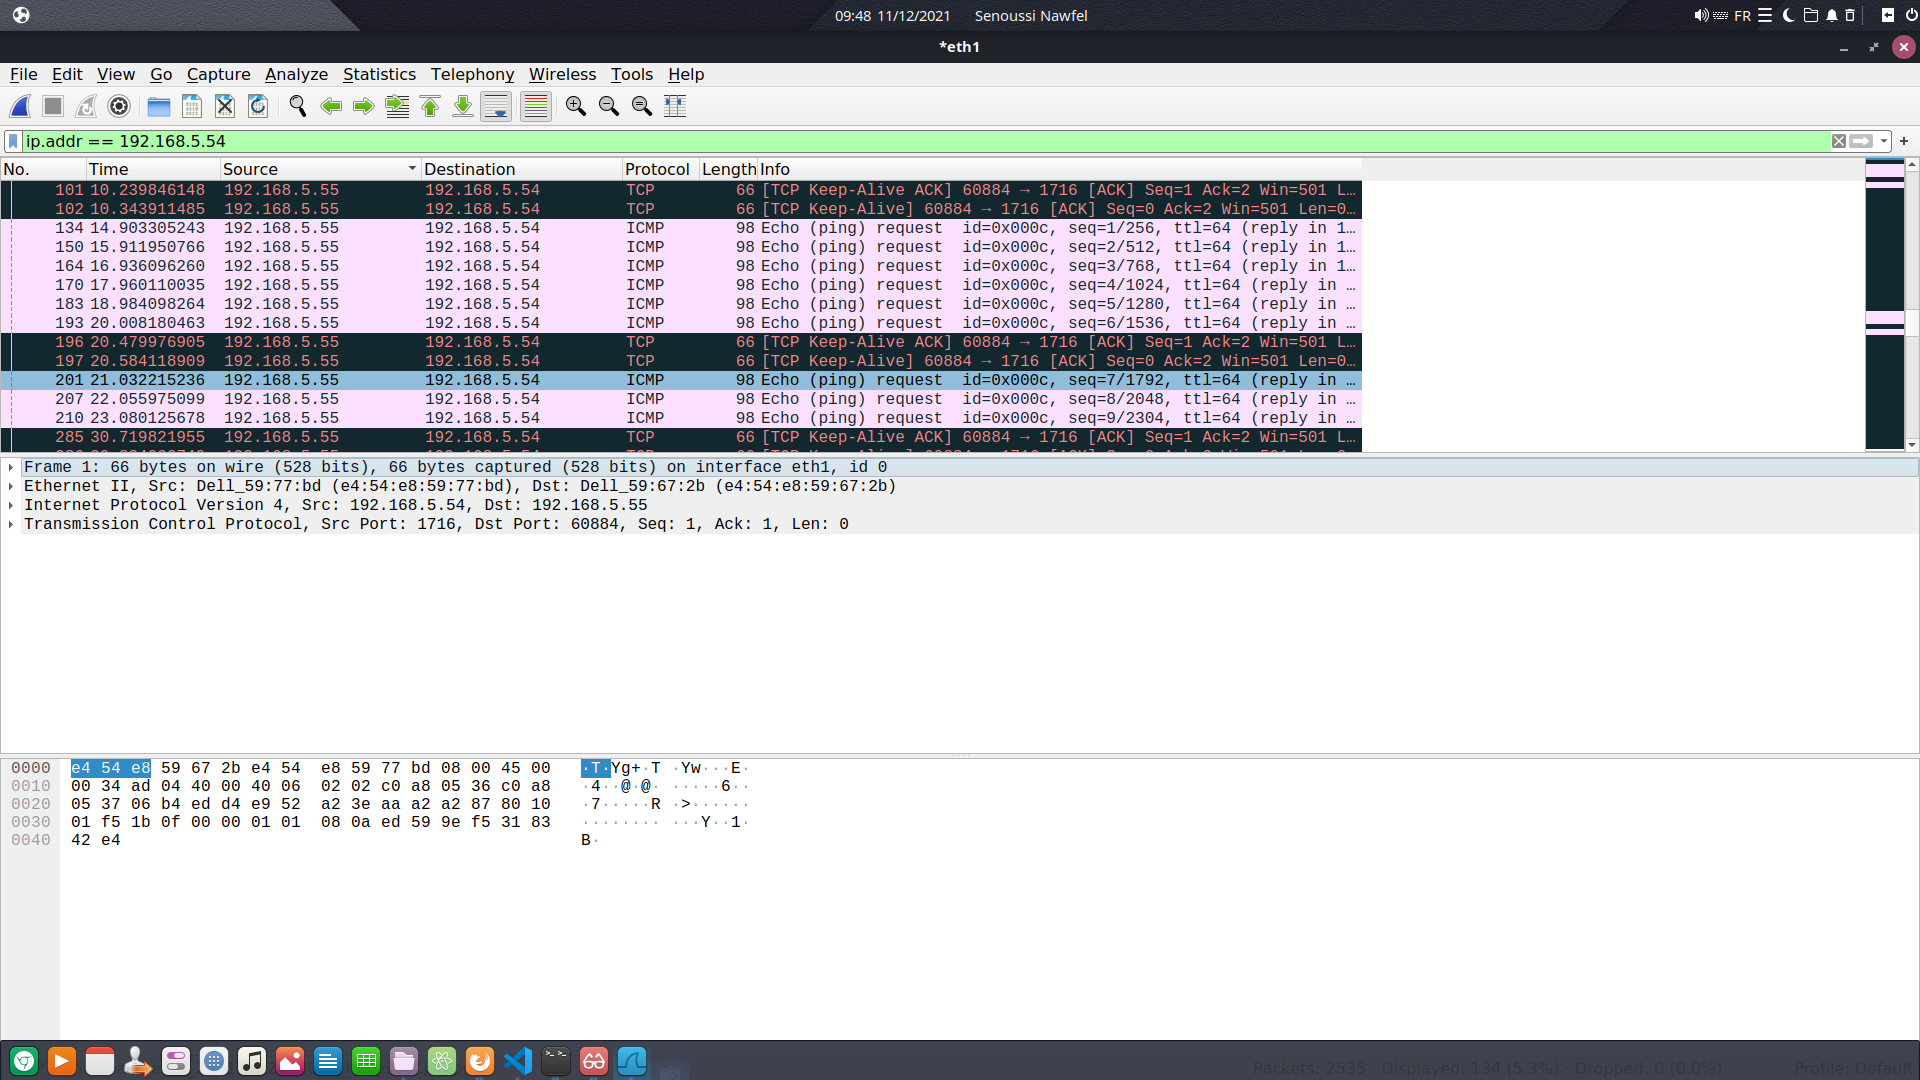 09:48 11/12/2021 Senoussi Nawfel FR
*eth1
File Edit View Go Capture Analyze Statistics Telephony Wireless Tools Help
ip.addr == 192.168.5.54
No. Time Source Destination Protocol Length Info
101 10.239846148 192.168.5.55 192.168.5.54 TCP 66 [TCP Keep-Alive ACK] 60884 → 1716 [ACK] Seq=1 Ack=2 Win=501 L…
102 10.343911485 192.168.5.55 192.168.5.54 TCP 66 [TCP Keep-Alive] 60884 → 1716 [ACK] Seq=0 Ack=2 Win=501 Len=0…
134 14.903305243 192.168.5.55 192.168.5.54 ICMP 98 Echo (ping) request id=0x000c, seq=1/256, ttl=64 (reply in 1…
150 15.911950766 192.168.5.55 192.168.5.54 ICMP 98 Echo (ping) request id=0x000c, seq=2/512, ttl=64 (reply in 1…
164 16.936096260 192.168.5.55 192.168.5.54 ICMP 98 Echo (ping) request id=0x000c, seq=3/768, ttl=64 (reply in 1…
170 17.960110035 192.168.5.55 192.168.5.54 ICMP 98 Echo (ping) request id=0x000c, seq=4/1024, ttl=64 (reply in …
183 18.984098264 192.168.5.55 192.168.5.54 ICMP 98 Echo (ping) request id=0x000c, seq=5/1280, ttl=64 (reply in …
193 20.008180463 192.168.5.55 192.168.5.54 ICMP 98 Echo (ping) request id=0x000c, seq=6/1536, ttl=64 (reply in …
196 20.479976905 192.168.5.55 192.168.5.54 TCP 66 [TCP Keep-Alive ACK] 60884 → 1716 [ACK] Seq=1 Ack=2 Win=501 L…
197 20.584118909 192.168.5.55 192.168.5.54 TCP 66 [TCP Keep-Alive] 60884 → 1716 [ACK] Seq=0 Ack=2 Win=501 Len=0…
201 21.032215236 192.168.5.55 192.168.5.54 ICMP 98 Echo (ping) request id=0x000c, seq=7/1792, ttl=64 (reply in …
207 22.055975099 192.168.5.55 192.168.5.54 ICMP 98 Echo (ping) request id=0x000c, seq=8/2048, ttl=64 (reply in …
210 23.080125678 192.168.5.55 192.168.5.54 ICMP 98 Echo (ping) request id=0x000c, seq=9/2304, ttl=64 (reply in …
285 30.719821955 192.168.5.55 192.168.5.54 TCP 66 [TCP Keep-Alive ACK] 60884 → 1716 [ACK] Seq=1 Ack=2 Win=501 L…
Frame 1: 66 bytes on wire (528 bits), 66 bytes captured (528 bits) on interface eth1, id 0
Ethernet II, Src: Dell_59:77:bd (e4:54:e8:59:77:bd), Dst: Dell_59:67:2b (e4:54:e8:59:67:2b)
Internet Protocol Version 4, Src: 192.168.5.54, Dst: 192.168.5.55
Transmission Control Protocol, Src Port: 1716, Dst Port: 60884, Seq: 1, Ack: 1, Len: 0
0000 e4 54 e8 59 67 2b e4 54 e8 59 77 bd 08 00 45 00 ·T·Yg+·T ·Yw···E·
0010 00 34 ad 04 40 00 40 06 02 02 c0 a8 05 36 c0 a8 ·4··@·@· ·····6··
0020 05 37 06 b4 ed d4 e9 52 a2 3e aa a2 a2 87 80 10 ·7·····R ·>······
0030 01 f5 1b 0f 00 00 01 01 08 0a ed 59 9e f5 31 83 ········ ···Y··1·
0040 42 e4 B·
Packets: 2535 · Displayed: 134 (5.3%) · Dropped: 0 (0.0%) Profile: Default